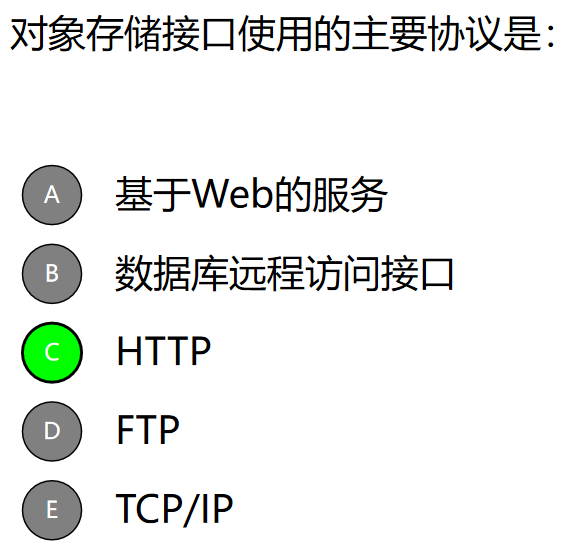 对象存储接口使用的主要协议是：
A 基于Web的服务
B 数据库远程访问接口
C HTTP
D FTP
E TCP/IP